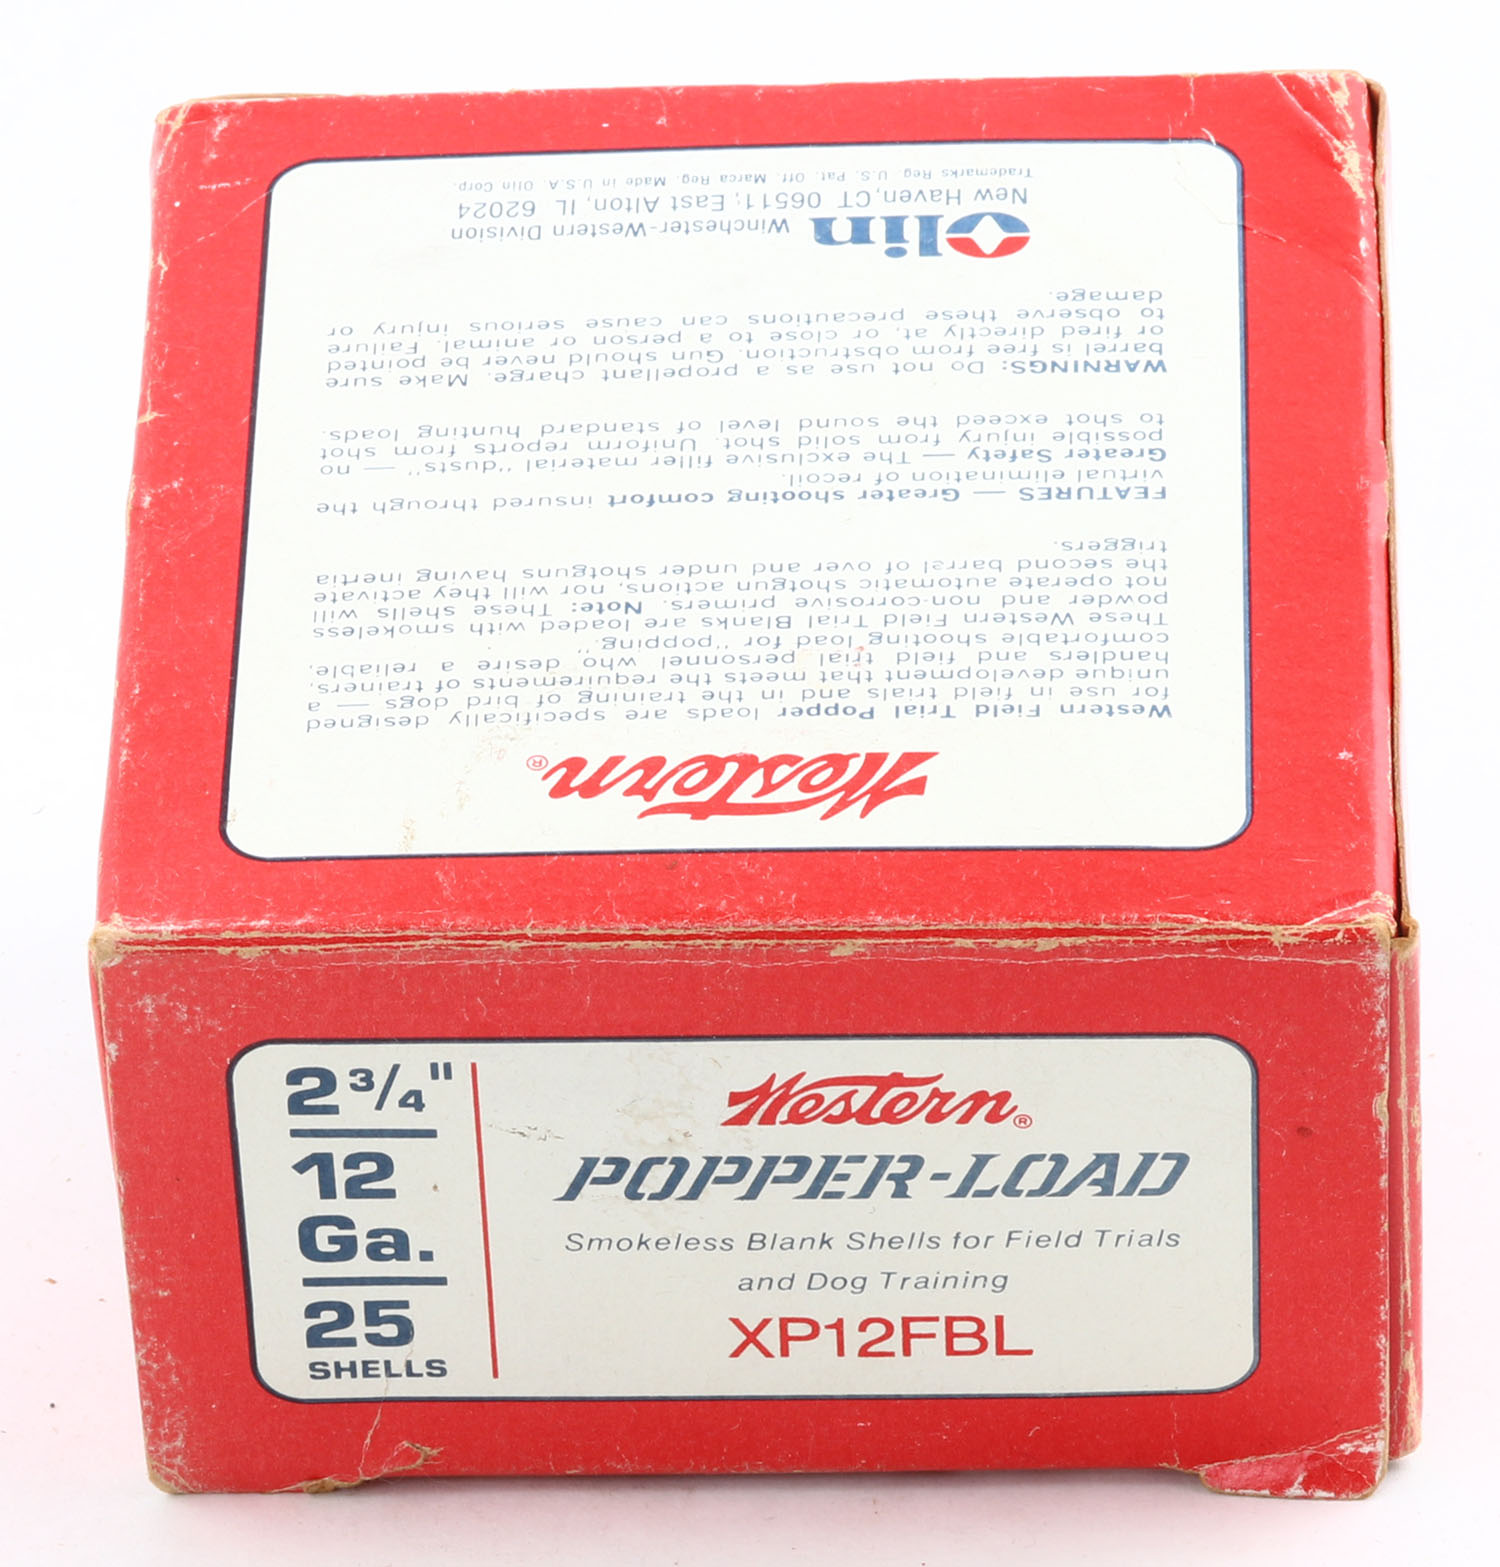 Western®
Western Field Trial Popper loads are specifically designed
for use in field trials and in the training of bird dogs — a
unique development that meets the requirements of trainers,
handlers and field trial personnel who desire a reliable,
comfortable shooting load for "popping."
These Western Field Trial Blanks are loaded with smokeless
powder and non-corrosive primers. Note: These shells will
not operate automatic shotgun actions, nor will they activate
the second barrel of over and under shotguns having inertia
triggers.
FEATURES — Greater shooting comfort insured through the
virtual elimination of recoil.
Greater Safety — The exclusive filler material "dusts" — no
possible injury from solid shot. Uniform reports from shot
to shot exceed the sound level of standard hunting loads.
WARNINGS: Do not use as a propellant charge. Make sure
barrel is free from obstruction. Gun should never be pointed
or fired directly at, or close to a person or animal. Failure
to observe these precautions can cause serious injury or
damage.
Olin Winchester-Western Division
New Haven, CT 06511; East Alton, IL 62024
Trademarks Reg. U.S. Pat. Off. Marca Reg. Made in U.S.A. Olin Corp.
2 3/4"
12
Ga.
25
SHELLS
Western®
POPPER-LOAD
Smokeless Blank Shells for Field Trials
and Dog Training
XP12FBL